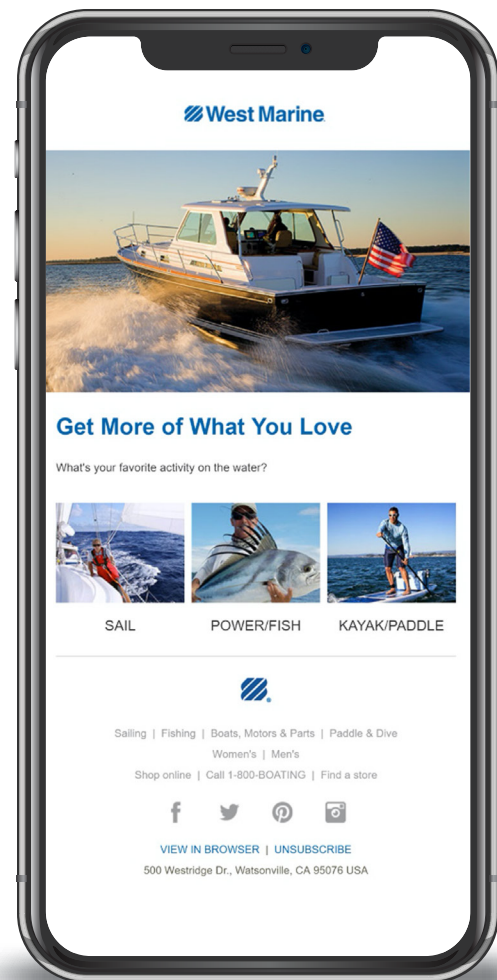 West Marine
Get More of What You Love
What's your favorite activity on the water?
SAIL
POWER/FISH
KAYAK/PADDLE
Sailing | Fishing | Boats, Motors & Parts | Paddle & Dive
Women's | Men's
Shop online | Call 1-800-BOATING | Find a store
VIEW IN BROWSER | UNSUBSCRIBE
500 Westridge Dr., Watsonville, CA 95076 USA